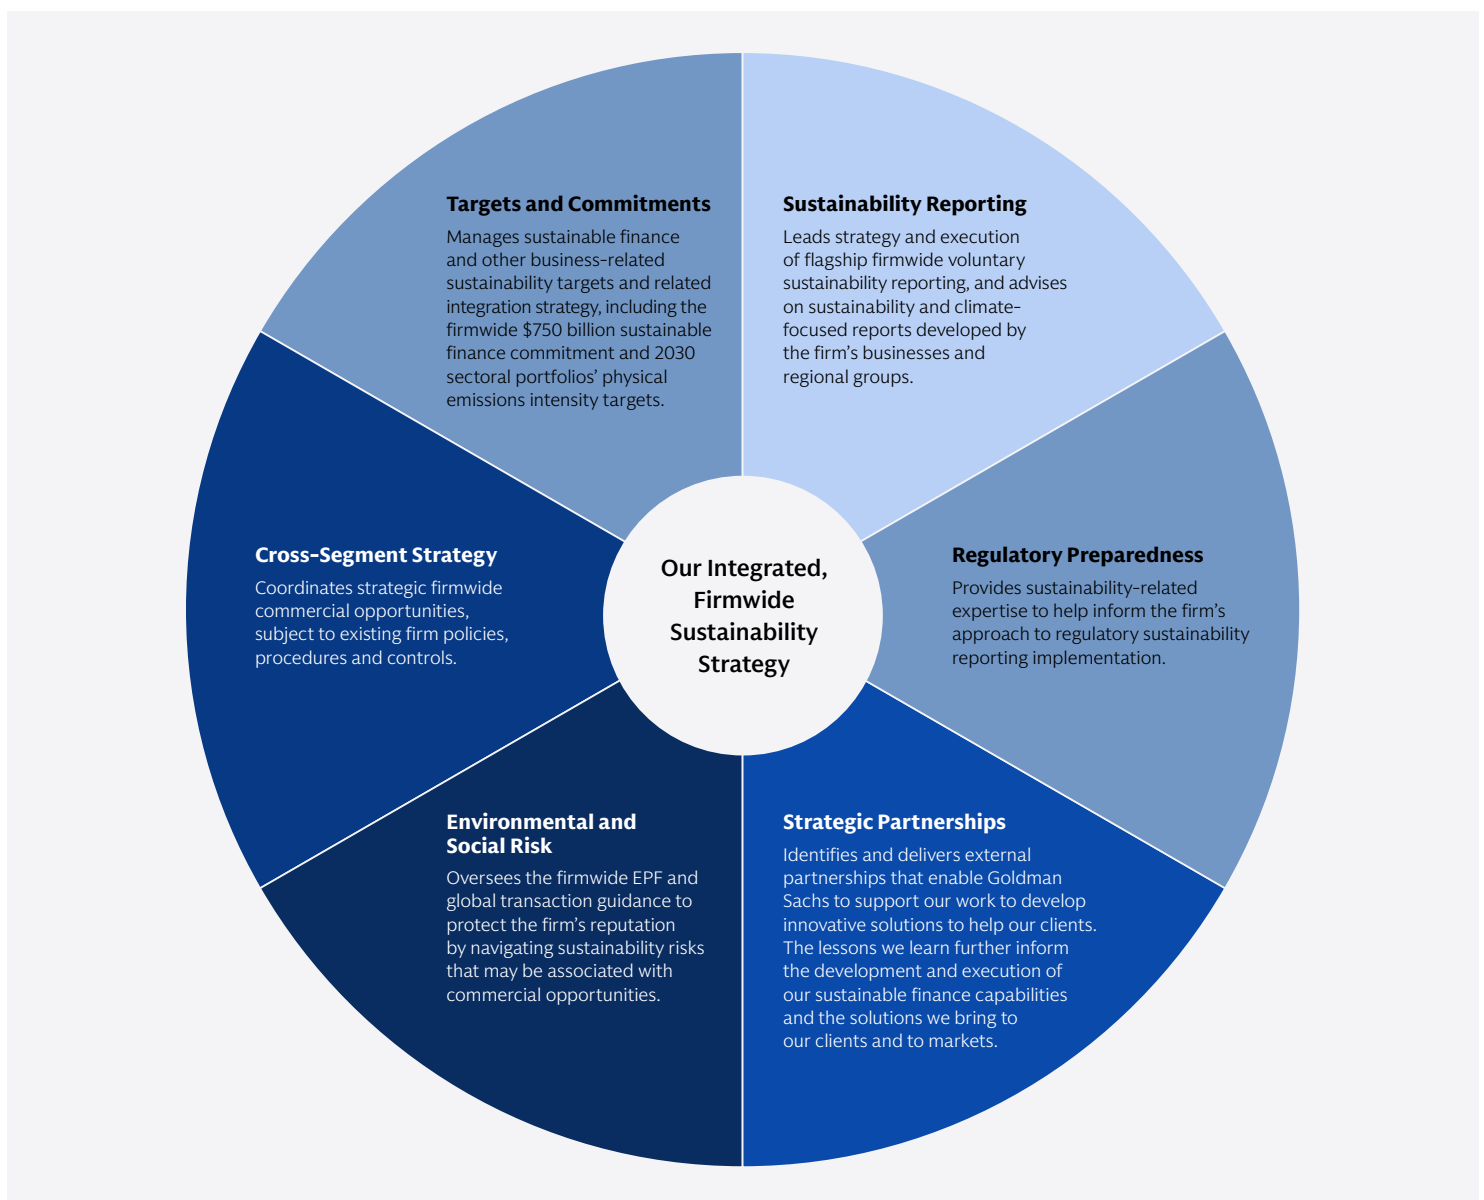 Targets and Commitments
Manages sustainable finance
and other business-related
sustainability targets and related
integration strategy, including the
firmwide $750 billion sustainable
finance commitment and 2030
sectoral portfolios’ physical
emissions intensity targets.
Sustainability Reporting
Leads strategy and execution
of flagship firmwide voluntary
sustainability reporting, and advises
on sustainability and climate-
focused reports developed by
the firm’s businesses and
regional groups.
Cross-Segment Strategy
Coordinates strategic firmwide
commercial opportunities,
subject to existing firm policies,
procedures and controls.
Our Integrated,
Firmwide
Sustainability
Strategy
Regulatory Preparedness
Provides sustainability-related
expertise to help inform the firm’s
approach to regulatory sustainability
reporting implementation.
Environmental and
Social Risk
Oversees the firmwide EPF and
global transaction guidance to
protect the firm’s reputation
by navigating sustainability risks
that may be associated with
commercial opportunities.
Strategic Partnerships
Identifies and delivers external
partnerships that enable Goldman
Sachs to support our work to develop
innovative solutions to help our clients.
The lessons we learn further inform
the development and execution of
our sustainable finance capabilities
and the solutions we bring to
our clients and to markets.